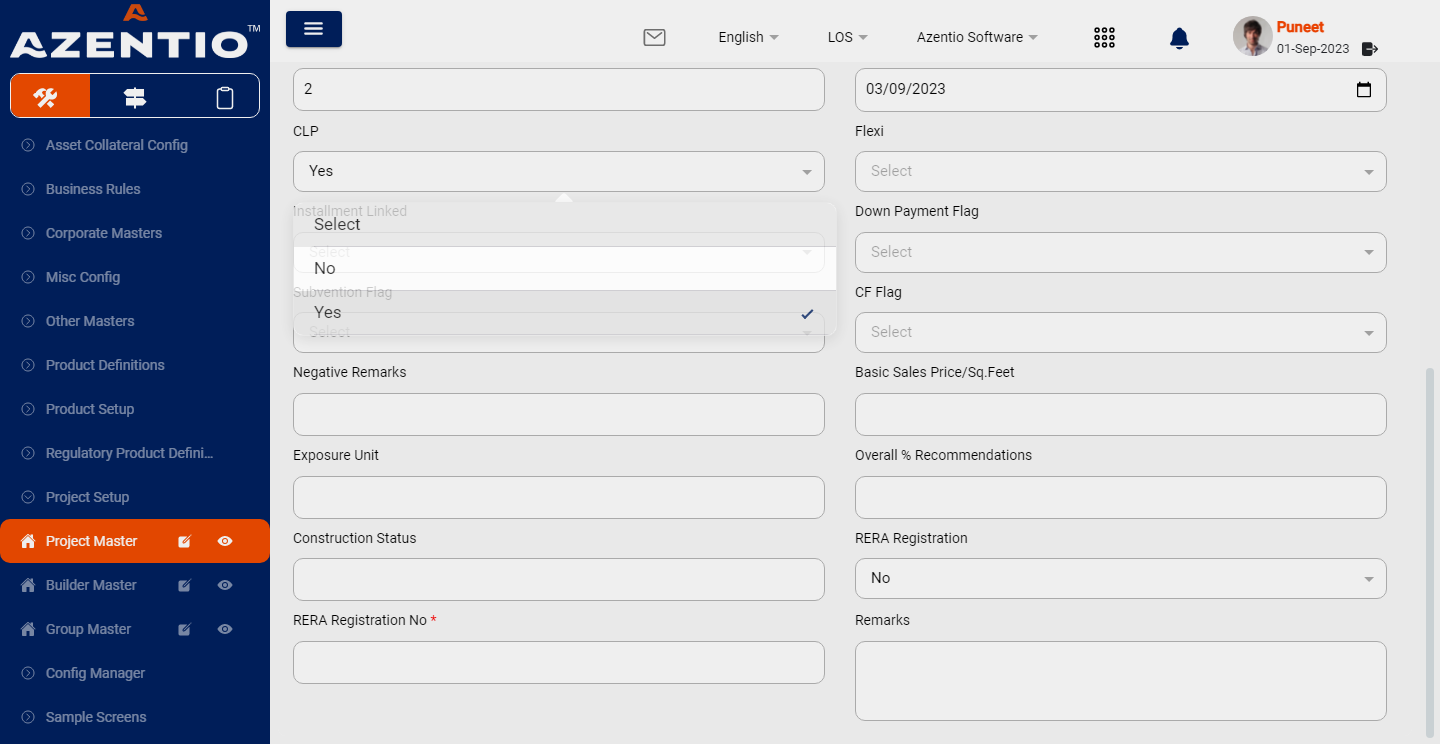 AZENTIO TM
English
LOS
Azentio Software
Puneet
01-Sep-2023
Asset Collateral Config
Business Rules
Corporate Masters
Misc Config
Other Masters
Product Definitions
Product Setup
Regulatory Product Defini...
Project Setup
Project Master
Builder Master
Group Master
Config Manager
Sample Screens
2
03/09/2023
CLP
Flexi
Yes
Select
Installment Linked
Down Payment Flag
Select
Select
Select
No
Subvention Flag
CF Flag
Yes
Select
Select
Negative Remarks
Basic Sales Price/Sq.Feet
Exposure Unit
Overall % Recommendations
Construction Status
RERA Registration
No
RERA Registration No *
Remarks